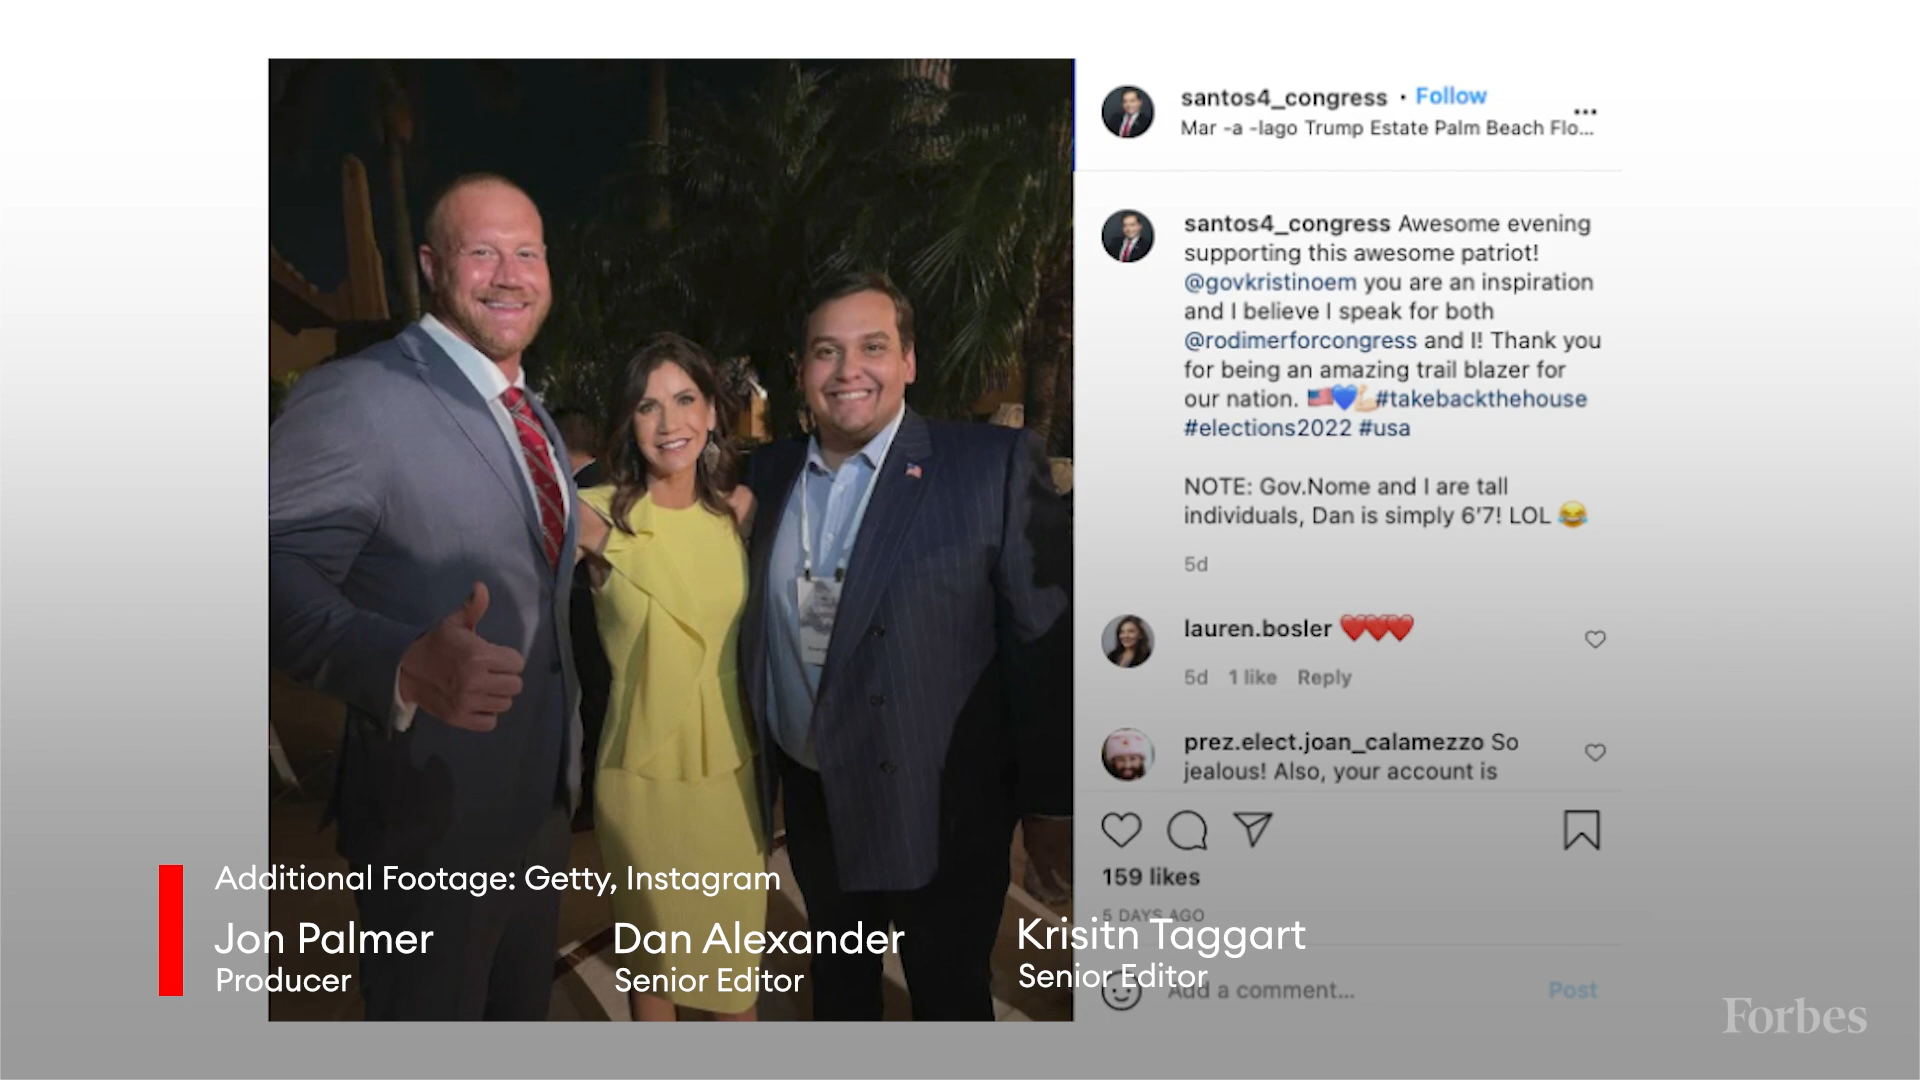 santos4_congress • Follow
...
Mar -a -lago Trump Estate Palm Beach Flo...
santos4_congress Awesome evening
supporting this awesome patriot!
@govkristinoem you are an inspiration
and I believe I speak for both
@rodimerforcongress and I! Thank you
for being an amazing trail blazer for
our nation. 🇺🇸💙💪🏼#takebackthehouse
#elections2022 #usa
NOTE: Gov.Nome and I are tall
individuals, Dan is simply 6'7! LOL 😂
5d
lauren.bosler ❤️❤️❤️
5d 1 like Reply
prez.elect.joan_calamezzo So
jealous! Also, your account is
159 likes
5 DAYS AGO
Add a comment...
Post
Additional Footage: Getty, Instagram
Jon Palmer
Producer
Dan Alexander
Senior Editor
Krisitn Taggart
Senior Editor
Forbes